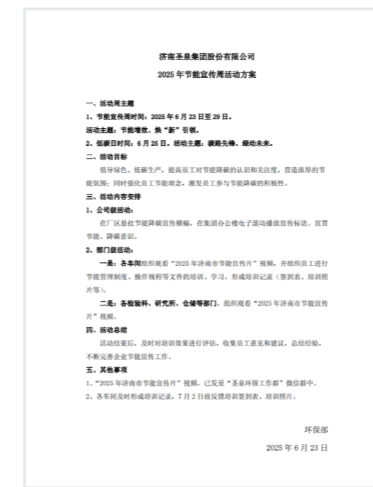 济南圣泉集团股份有限公司
2025 年节能宣传周活动方案
一、活动周主题
1、节能宣传周时间：2025 年 6 月 23 日至 29 日。
活动主题：节能增效、焕“新”引领。
2、低碳日时间：6 月 25 日。活动主题：碳路先锋、绿动未来。
二、活动目标
倡导绿色、低碳生产，提高员工对节能降碳的认识和关注度，营造浓厚的节
能氛围；同时强化员工节能理念，激发员工参与节能降碳的积极性。
三、活动内容安排
1、公司级活动：
在厂区悬挂节能降碳宣传横幅，在集团办公楼电子滚动播放宣传标语，宣贯
节能、降碳意识。
2、部门级活动：
一是：各车间组织观看“2025 年济南市节能宣传片”视频，并组织员工进行
节能管理制度、操作规程等文件的培训、学习，形成培训记录（签到表、培训照
片等）。
二是：各检验科、研究所、仓储等部门，组织观看“2025 年济南市节能宣传
片”视频。
四、活动总结
活动结束后，及时对培训效果进行评估，收集员工意见和建议，总结经验，
不断完善企业节能宣传工作。
五、其他事项
1、“2025 年济南市节能宣传片”视频，已发至“圣泉环保工作群”微信群中。
2、各车间及时形成培训记录，7 月 2 日前反馈培训签到表、培训照片。
环保部
2025 年 6 月 23 日